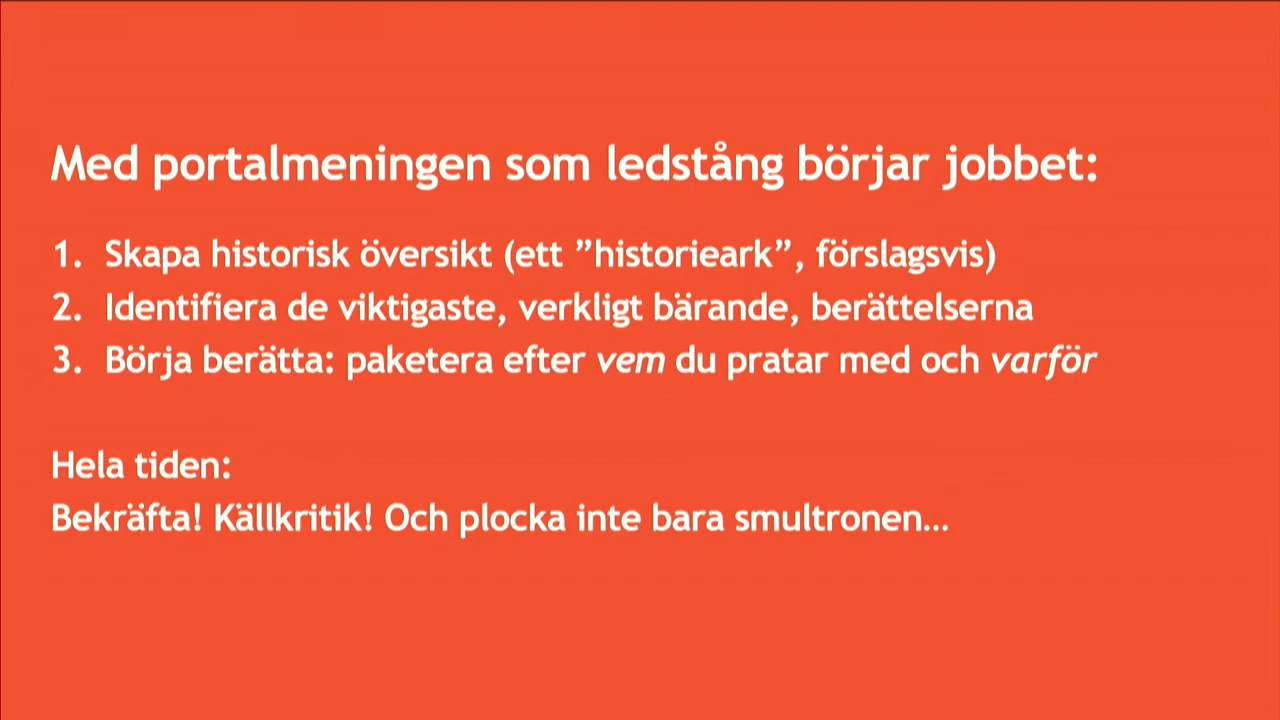 Med portalmeningen som ledstång börjar jobbet:
1. Skapa historisk översikt (ett ”historieark”, förslagsvis)
2. Identifiera de viktigaste, verkligt bärande, berättelserna
3. Börja berätta: paketera efter vem du pratar med och varför
Hela tiden:
Bekräfta! Källkritik! Och plocka inte bara smultronen...